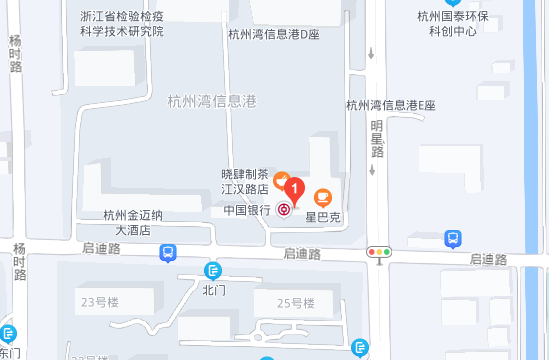 浙江省检验检疫
科学技术研究院
杭州湾信息港D座
杭州国泰环保
科创中心
杨时路
杭州湾信息港
杭州湾信息港E座
明星路
晓肆制茶
江汉路店
1
中国银行
星巴克
杭州金迈纳
大酒店
杨时路
启迪路
启迪路
启迪路
北门
23号楼
25号楼
东门